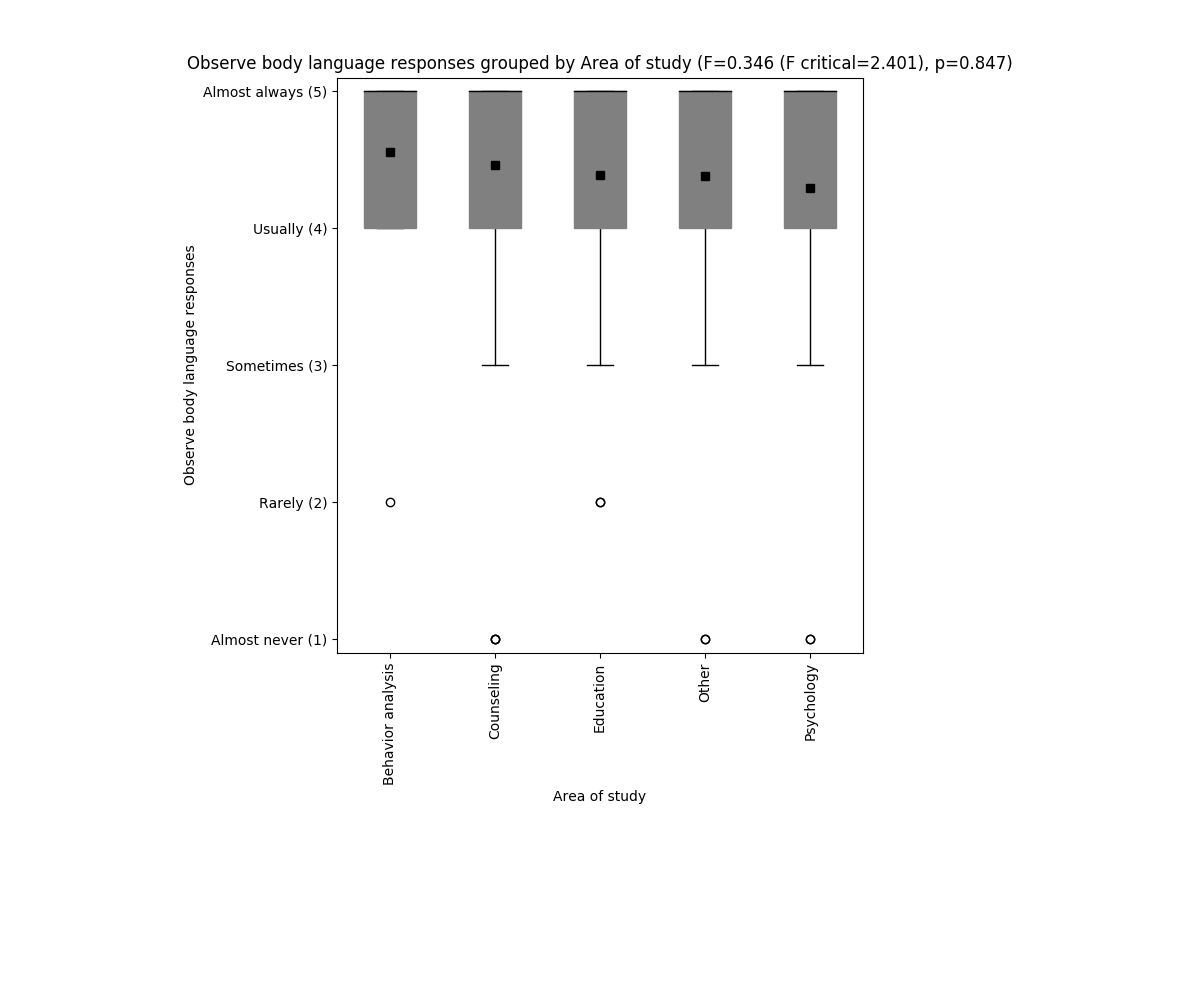 Observe body language responses grouped by Area of study (F=0.346 (F critical=2.401), p=0.847)
Almost always (5)
Usually (4)
Sometimes (3)
Rarely (2)
Almost never (1)
Observe body language responses
Behavior analysis
Counseling
Education
Other
Psychology
Area of study